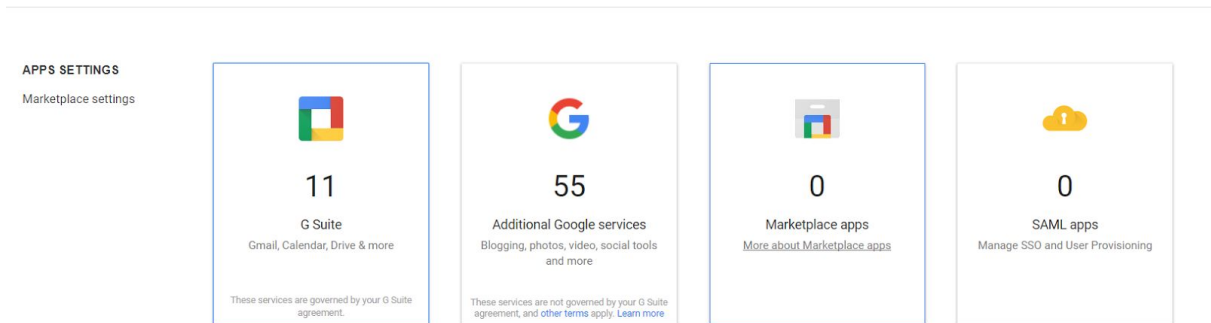 APPS SETTINGS
Marketplace settings
11
G Suite
Gmail, Calendar, Drive & more
These services are governed by your G Suite
agreement.
55
Additional Google services
Blogging, photos, video, social tools
and more
These services are not governed by your G Suite
agreement, and other terms apply. Learn more
0
Marketplace apps
More about Marketplace apps
0
SAML apps
Manage SSO and User Provisioning